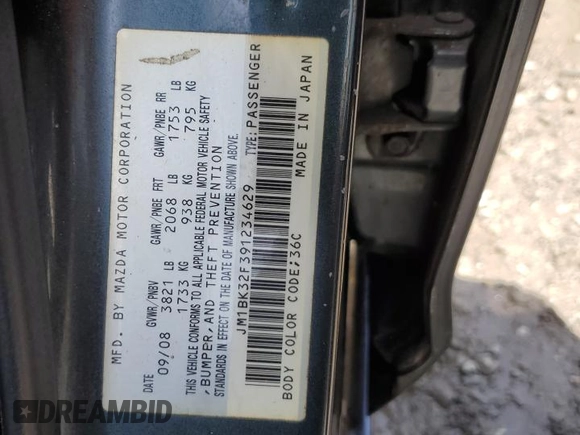 MFD. BY MAZDA MOTOR CORPORATION
DATE GVWR/PNBV GAWR/PNBE FRT GAWR/PNBE RR
09/08 3821 LB 2068 LB 1753 LB
1733 KG 938 KG 795 KG
THIS VEHICLE CONFORMS TO ALL APPLICABLE FEDERAL MOTOR VEHICLE SAFETY
, BUMPER, AND THEFT PREVENTION
STANDARDS IN EFFECT ON THE DATE OF MANUFACTURE SHOWN ABOVE.
JM1BK32F391234629 TYPE:PASSENGER
BODY COLOR CODE:36C MADE IN JAPAN
DREAMBID